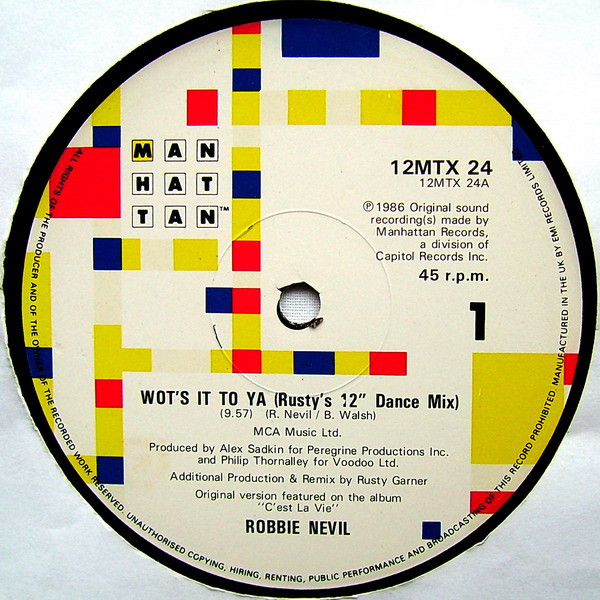 MAN
HAT
TAN™
12MTX 24
12MTX 24A
℗1986 Original sound
recording(s) made by
Manhattan Records,
a division of
Capitol Records Inc.
45 r.p.m.
1
WOT'S IT TO YA (Rusty's 12" Dance Mix)
(9.57) (R. Nevil / B. Walsh)
MCA Music Ltd.
Produced by Alex Sadkin for Peregrine Productions Inc.
and Philip Thornalley for Voodoo Ltd.
Additional Production & Remix by Rusty Garner
Original version featured on the album
"C'est La Vie"
ROBBIE NEVIL
ALL RIGHTS OF THE PRODUCER AND OF THE OWNER OF THE RECORDED WORK RESERVED. UNAUTHORISED COPYING, HIRING, RENTING, PUBLIC PERFORMANCE AND BROADCASTING OF THIS RECORD PROHIBITED. MANUFACTURED IN THE UK BY EMI RECORDS LIMITED